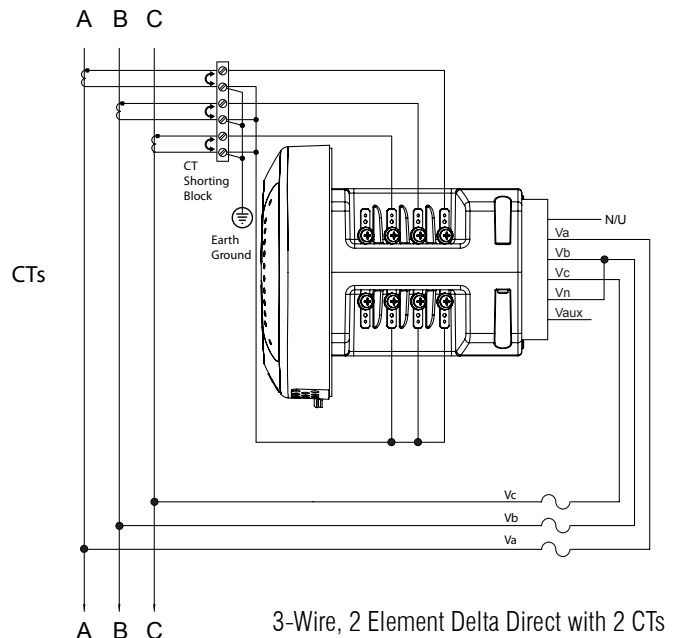 A B C
CT
Shorting
Block
Earth
Ground
CTs
N/U
Va
Vb
Vc
Vn
Vaux
Vc
Vb
Va
A B C
3-Wire, 2 Element Delta Direct with 2 CTs